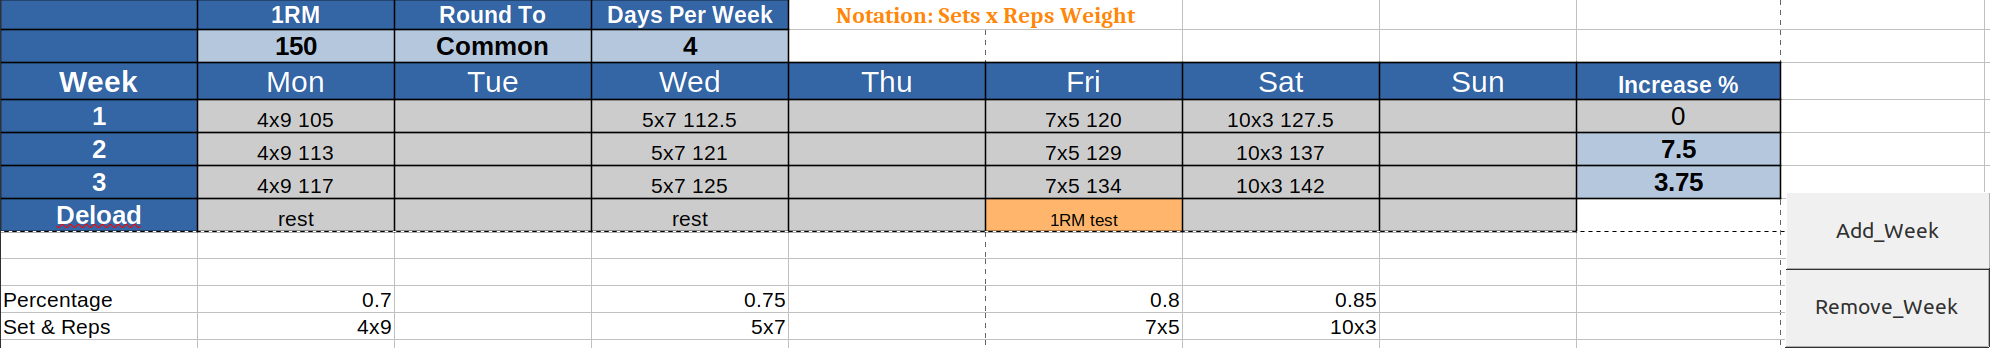 1RM Round To Days Per Week Notation: Sets x Reps Weight
150 Common 4
Week Mon Tue Wed Thu Fri Sat Sun Increase %
1 4x9 105 5x7 112.5 7x5 120 10x3 127.5 0
2 4x9 113 5x7 121 7x5 129 10x3 137 7.5
3 4x9 117 5x7 125 7x5 134 10x3 142 3.75
Deload rest rest 1RM test
Add_Week
Percentage 0.7 0.75 0.8 0.85
Remove_Week
Set & Reps 4x9 5x7 7x5 10x3